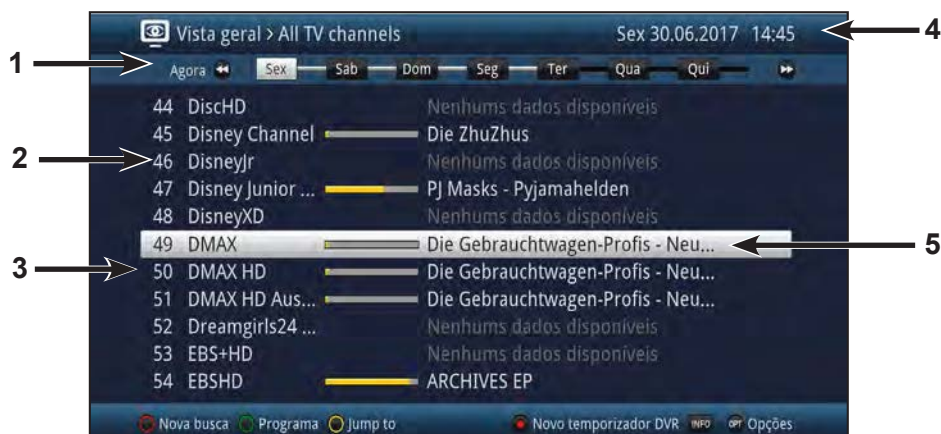 Vista geral > All TV channels Sex 30.06.2017 14:45 4
1 Agora Sex Sab Dom Seg Ter Qua Qui
44 DiscHD Nenhums dados disponíveis
45 Disney Channel Die ZhuZhus
2 46 DisneyJr Nenhums dados disponíveis
47 Disney Junior ... PJ Masks - Pyjamahelden
48 DisneyXD Nenhums dados disponíveis
49 DMAX Die Gebrauchtwagen-Profis - Neu... 5
3 50 DMAX HD Die Gebrauchtwagen-Profis - Neu...
51 DMAX HD Aus... Die Gebrauchtwagen-Profis - Neu...
52 Dreamgirls24 ... Nenhums dados disponíveis
53 EBS+HD Nenhums dados disponíveis
54 EBSHD ARCHIVES EP
Nova busca Programa Jump to Novo temporizador DVR INFO OPT Opções